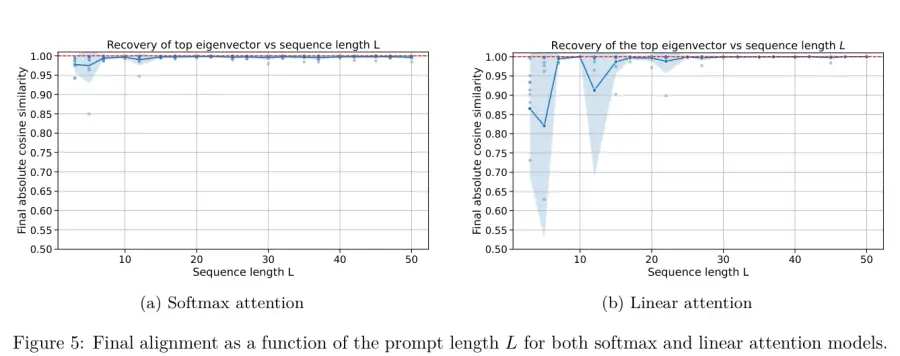 Recovery of top eigenvector vs sequence length L
Final absolute cosine similarity
1.00
0.95
0.90
0.85
0.80
0.75
0.70
0.65
0.60
0.55
0.50
10 20 30 40 50
Sequence length L
(a) Softmax attention
Recovery of the top eigenvector vs sequence length L
Final absolute cosine similarity
1.00
0.95
0.90
0.85
0.80
0.75
0.70
0.65
0.60
0.55
0.50
10 20 30 40 50
Sequence length L
(b) Linear attention
Figure 5: Final alignment as a function of the prompt length L for both softmax and linear attention models.